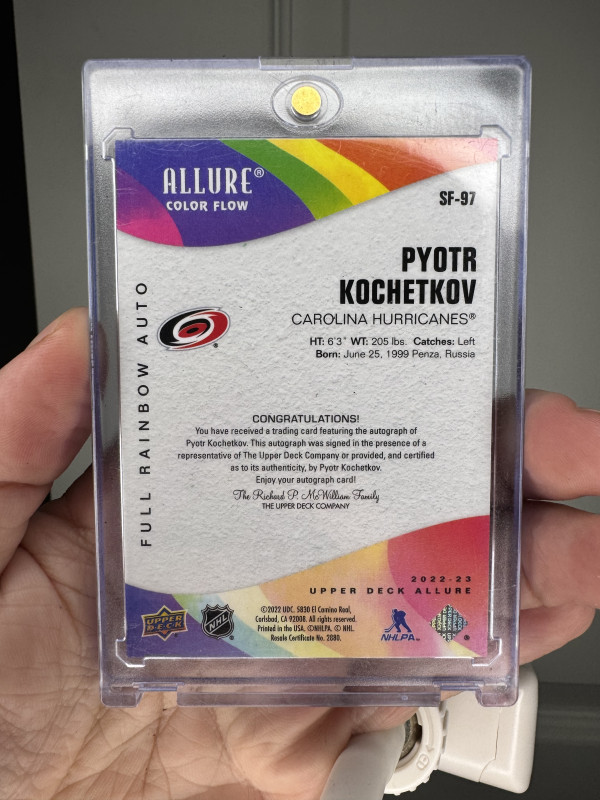 ALLURE®
COLOR FLOW
SF-97
PYOTR
KOCHETKOV
CAROLINA HURRICANES®
HT: 6'3" WT: 205 lbs. Catches: Left
Born: June 25, 1999 Penza, Russia
FULL RAINBOW AUTO
CONGRATULATIONS!
You have received a trading card featuring the autograph of
Pyotr Kochetkov. This autograph was signed in the presence of a
representative of The Upper Deck Company or provided, and certified
as to its authenticity, by Pyotr Kochetkov.
Enjoy your autograph card!
The Richard P. McWilliam Family
THE UPPER DECK COMPANY
2022-23
UPPER DECK ALLURE
UPPER
DECK
NHL
©2022 UDC, 5830 El Camino Real,
Carlsbad, CA 92008. All rights reserved.
Printed in the USA. ©NHLPA. © NHL.
Resale Certificate No. 2880.
NHLPA
®